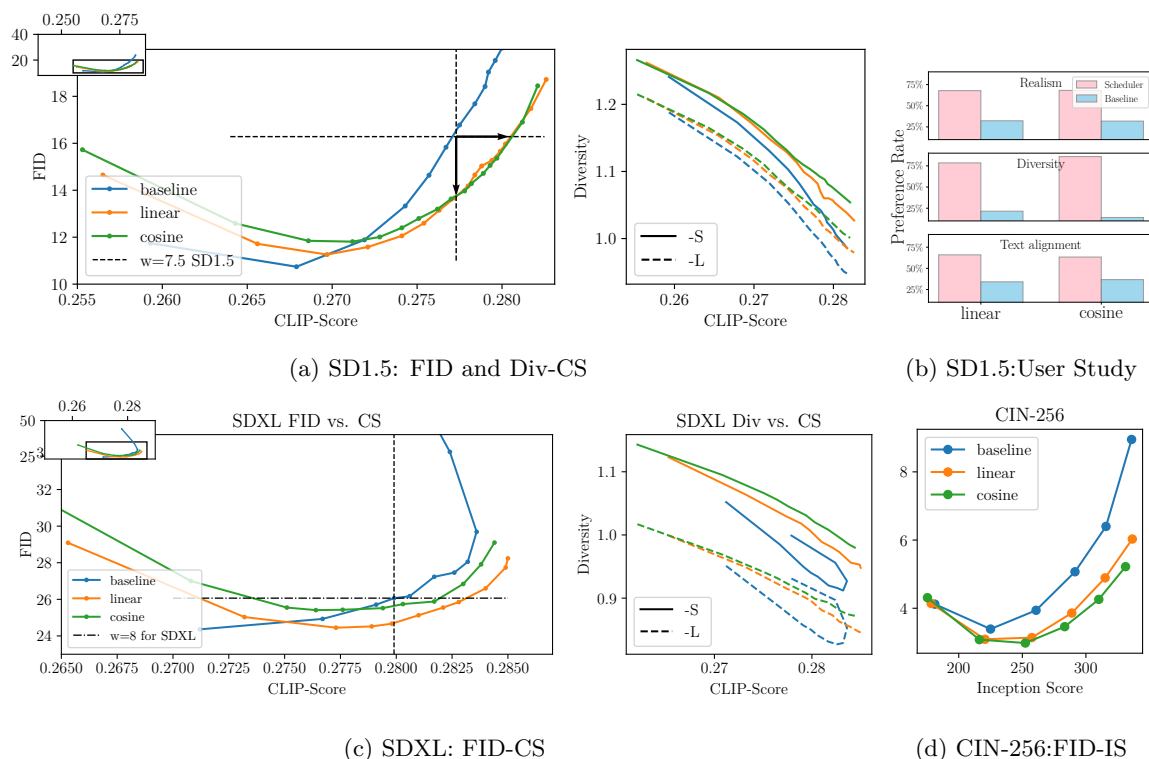 0.250 0.275
40
20
FID
18
16
14
12
10
baseline
linear
cosine
w=7.5 SD1.5
0.255 0.260 0.265 0.270 0.275 0.280
CLIP-Score
Diversity
1.2
1.1
1.0
-S
-L
0.26 0.27 0.28
CLIP-Score
Preference Rate
Realism
Scheduler
Baseline
75%
50%
25%
Diversity
75%
50%
25%
Text alignment
75%
50%
25%
linear cosine
(a) SD1.5: FID and Div-CS
(b) SD1.5:User Study
SDXL FID vs. CS
0.26 0.28
50
25
FID
32
30
28
26
24
baseline
linear
cosine
w=8 for SDXL
0.2650 0.2675 0.2700 0.2725 0.2750 0.2775 0.2800 0.2825 0.2850
CLIP-Score
SDXL Div vs. CS
Diversity
1.1
1.0
0.9
-S
-L
0.27 0.28
CLIP-Score
CIN-256
8
6
4
baseline
linear
cosine
200 250 300
Inception Score
(c) SDXL: FID-CS
(d) CIN-256:FID-IS